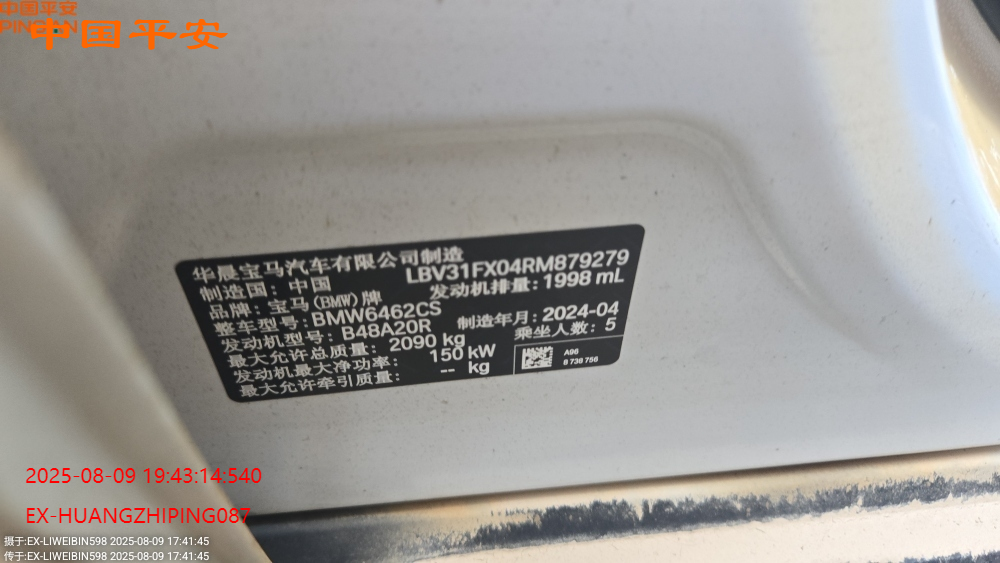 中国平安
PINGAN
中国平安
华晨宝马汽车有限公司制造
制造国：中国 LBV31FX04RM879279
品牌：宝马(BMW)牌 发动机排量：1998 mL
整车型号：BMW6462CS
发动机型号：B48A20R 制造年月：2024-04
最大允许总质量： 2090 kg 乘坐人数：5
发动机最大净功率： 150 kW
最大允许牵引质量： -- kg
A96
8 738 756
2025-08-09 19:43:14:540
EX-HUANGZHIPING087
摄于:EX-LIWEIBIN598 2025-08-09 17:41:45
传于:EX-LIWEIBIN598 2025-08-09 17:41:45